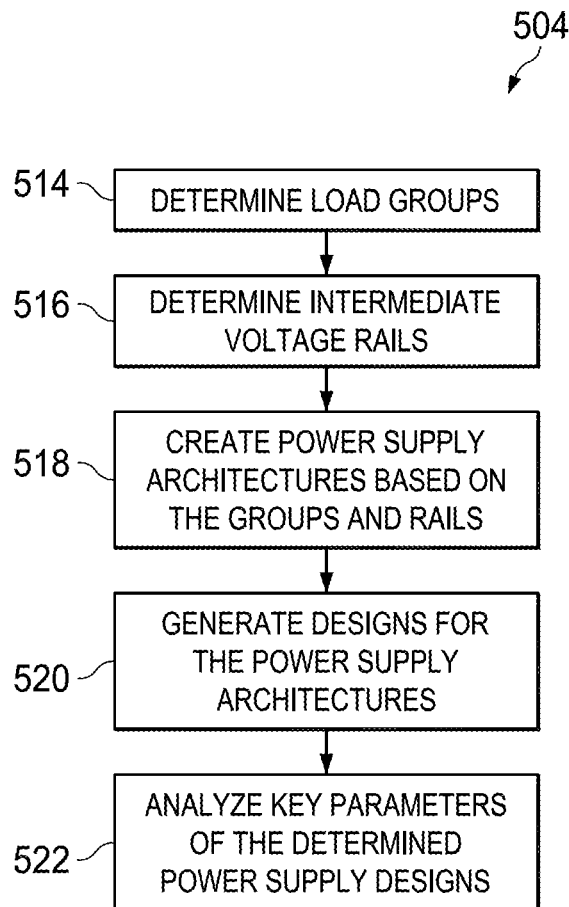 504
514
DETERMINE LOAD GROUPS
516
DETERMINE INTERMEDIATE
VOLTAGE RAILS
518
CREATE POWER SUPPLY
ARCHITECTURES BASED ON
THE GROUPS AND RAILS
520
GENERATE DESIGNS FOR
THE POWER SUPPLY
ARCHITECTURES
522
ANALYZE KEY PARAMETERS
OF THE DETERMINED
POWER SUPPLY DESIGNS